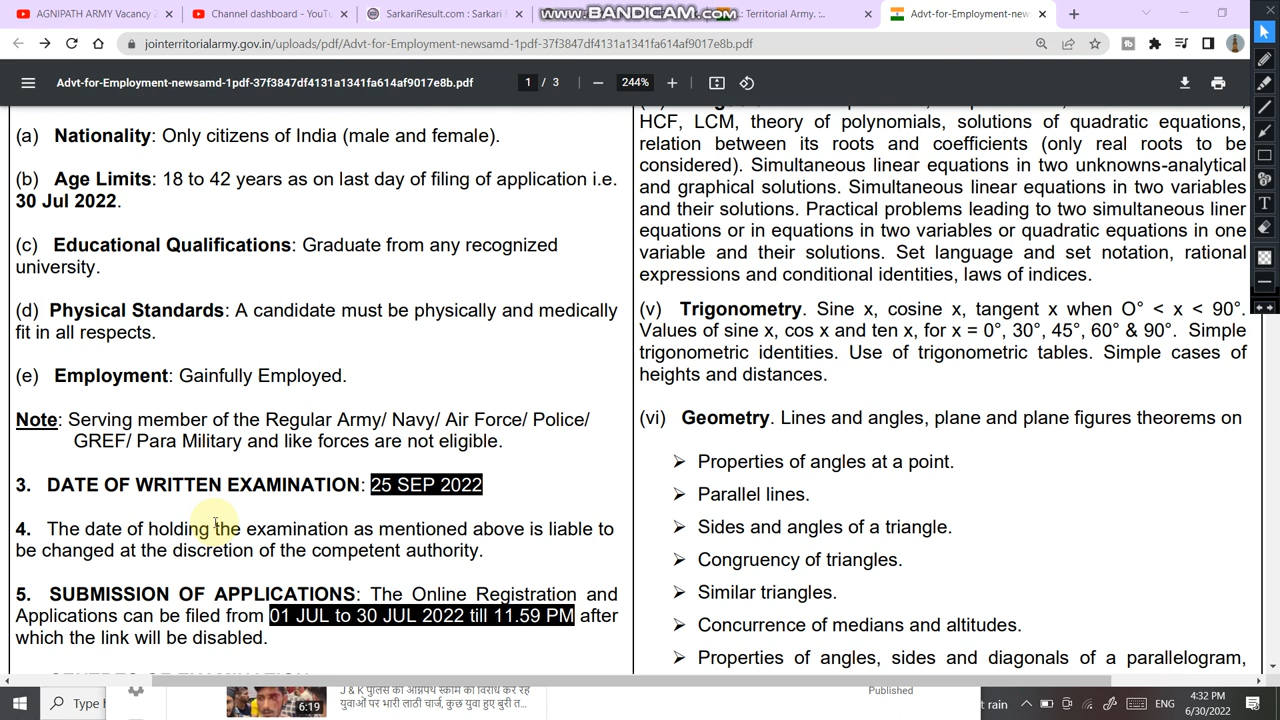 AGNIPATH ARMY Vacancy 2
Channel dashboard - YouTu
SarkariResult.com : Sarkari
www.BANDICAM.com
: Territorial Army. :..
Advt-for-Employment-new
jointerritorialarmy.gov.in/uploads/pdf/Advt-for-Employment-newsamd-1pdf-37f3847df4131a1341fa614af9017e8b.pdf
Advt-for-Employment-newsamd-1pdf-37f3847df4131a1341fa614af9017e8b.pdf
1 / 3
244%
(a) Nationality: Only citizens of India (male and female).
(b) Age Limits: 18 to 42 years as on last day of filing of application i.e.
30 Jul 2022.
(c) Educational Qualifications: Graduate from any recognized
university.
(d) Physical Standards: A candidate must be physically and medically
fit in all respects.
(e) Employment: Gainfully Employed.
Note: Serving member of the Regular Army/ Navy/ Air Force/ Police/
GREF/ Para Military and like forces are not eligible.
3. DATE OF WRITTEN EXAMINATION: 25 SEP 2022
4. The date of holding the examination as mentioned above is liable to
be changed at the discretion of the competent authority.
5. SUBMISSION OF APPLICATIONS: The Online Registration and
Applications can be filed from 01 JUL to 30 JUL 2022 till 11.59 PM after
which the link will be disabled.
HCF, LCM, theory of polynomials, solutions of quadratic equations,
relation between its roots and coefficients (only real roots to be
considered). Simultaneous linear equations in two unknowns-analytical
and graphical solutions. Simultaneous linear equations in two variables
and their solutions. Practical problems leading to two simultaneous liner
equations or in equations in two variables or quadratic equations in one
variable and their solutions. Set language and set notation, rational
expressions and conditional identities, laws of indices.
(v) Trigonometry. Sine x, cosine x, tangent x when O° < x < 90°.
Values of sine x, cos x and ten x, for x = 0°, 30°, 45°, 60° & 90°. Simple
trigonometric identities. Use of trigonometric tables. Simple cases of
heights and distances.
(vi) Geometry. Lines and angles, plane and plane figures theorems on
➢ Properties of angles at a point.
➢ Parallel lines.
➢ Sides and angles of a triangle.
➢ Congruency of triangles.
➢ Similar triangles.
➢ Concurrence of medians and altitudes.
➢ Properties of angles, sides and diagonals of a parallelogram,
J & K पुलिस का अग्निपथ स्कीम का विरोध कर रहे
युवाओं पर भारी लाठी चार्ज, कुछ युवा हुए बुरी त...
6:19
Published
Type
t rain
ENG
4:32 PM
6/30/2022